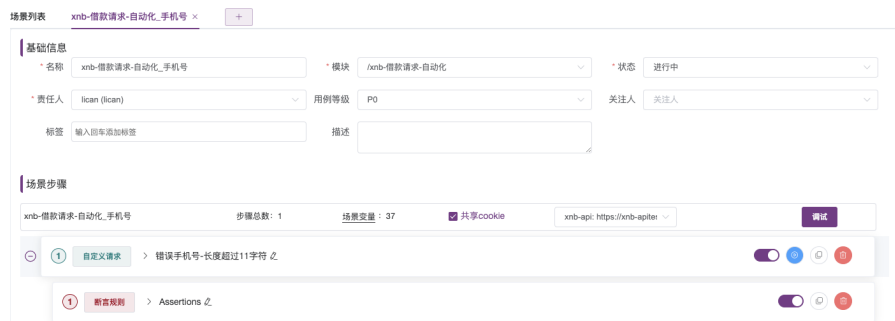 场景列表 xnb-借款请求-自动化_手机号 × +
基础信息
* 名称 xnb-借款请求-自动化_手机号 * 模块 /xnb-借款请求-自动化 * 状态 进行中
* 责任人 lican (lican) 用例等级 P0 关注人 关注人
标签 输入回车添加标签 描述
场景步骤
xnb-借款请求-自动化_手机号 步骤总数：1 场景变量：37 共享cookie xnb-api: https://xnb-apite 调试
1 自定义请求 > 错误手机号-长度超过11字符
1 断言规则 > Assertions